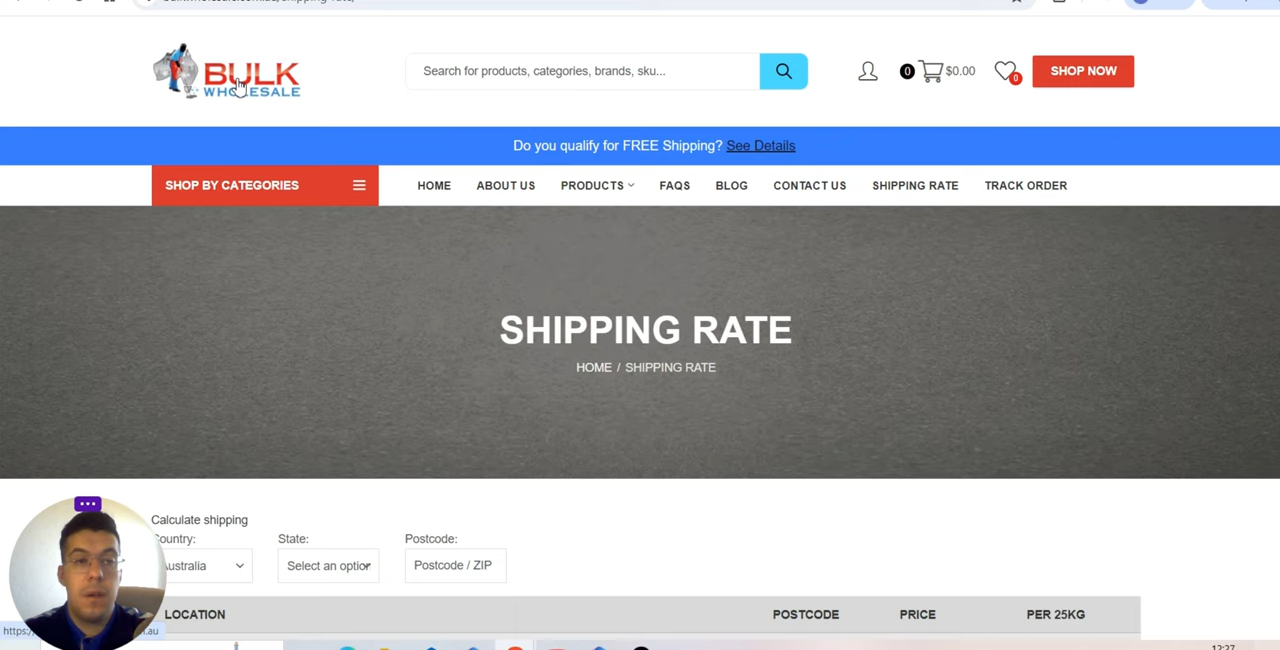 BULK
WHOLESALE
Search for products, categories, brands, sku...
0
$0.00
0
SHOP NOW
Do you qualify for FREE Shipping? See Details
SHOP BY CATEGORIES
HOME
ABOUT US
PRODUCTS
FAQS
BLOG
CONTACT US
SHIPPING RATE
TRACK ORDER
SHIPPING RATE
HOME / SHIPPING RATE
Calculate shipping
Country:
State:
Postcode:
Australia
Select an option
Postcode / ZIP
LOCATION
POSTCODE
PRICE
PER 25KG
12:27